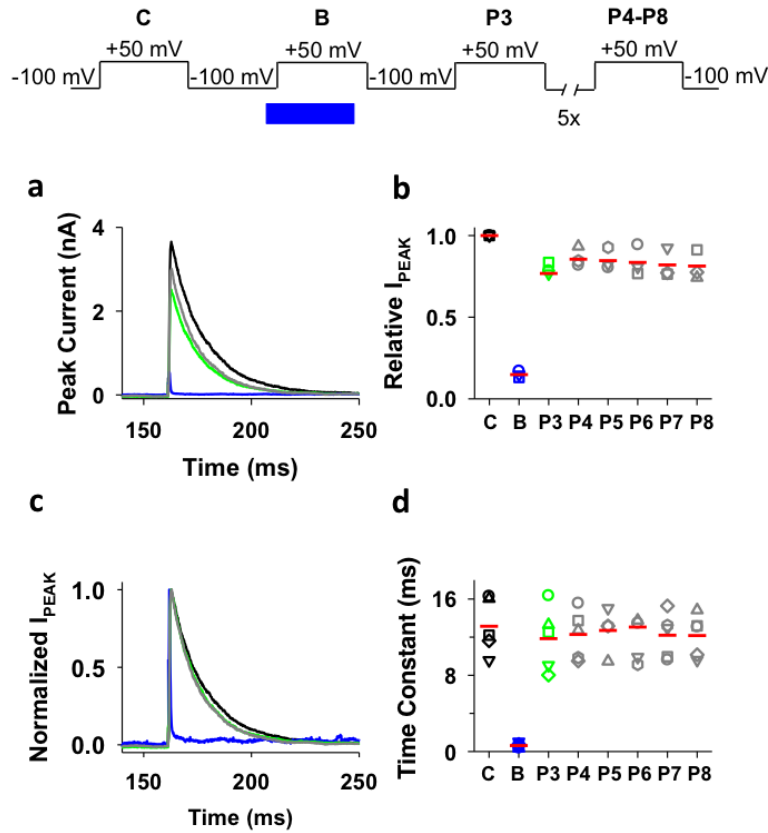 C B P3 P4-P8
+50 mV +50 mV +50 mV +50 mV
-100 mV -100 mV -100 mV -100 mV
5x
a b
Peak Current (nA)
4
2
0
150 200 250
Time (ms)
Relative I_PEAK
1.0
0.5
0.0
C B P3 P4 P5 P6 P7 P8
c d
Normalized I_PEAK
1.0
0.5
0.0
150 200 250
Time (ms)
Time Constant (ms)
16
8
0
C B P3 P4 P5 P6 P7 P8